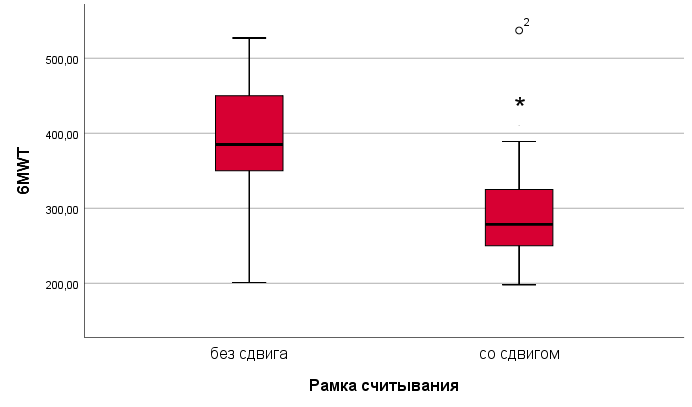 2
500,00
*
400,00
6MWT
300,00
200,00
без сдвига
со сдвигом
Рамка считывания